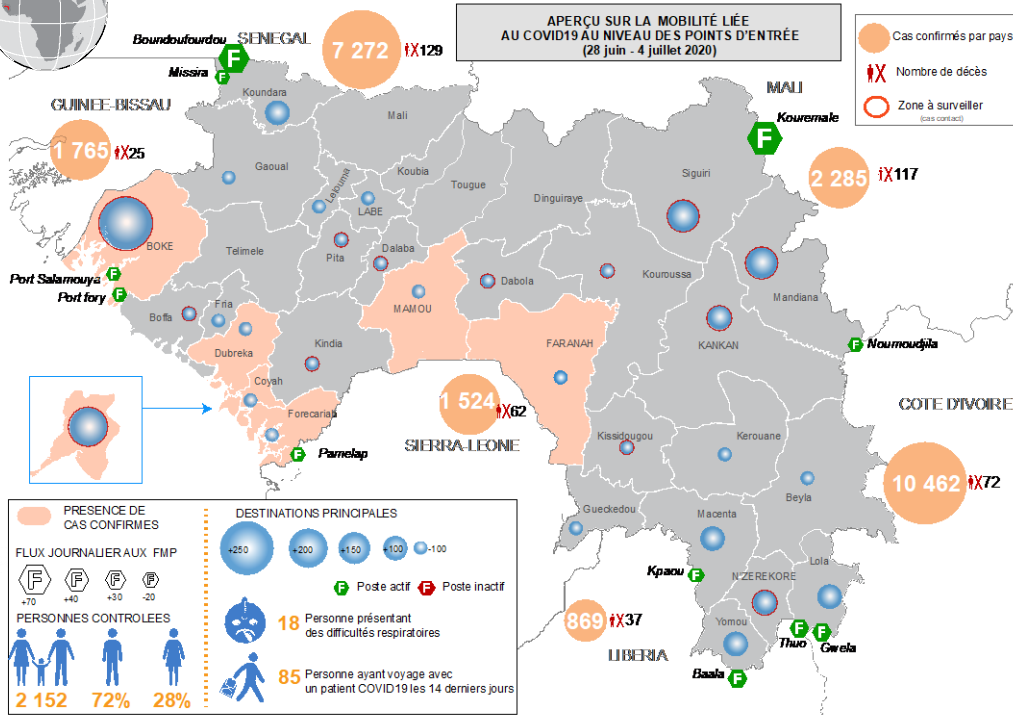 APERÇU SUR LA MOBILITÉ LIÉE
AU COVID19 AU NIVEAU DES POINTS D'ENTRÉE
(28 juin - 4 juillet 2020)
Cas confirmés par pays
Nombre de décès
Zone à surveiller
(cas contact)
Boundoufourdou
SENEGAL
7 272
129
F
Missira
F
Koundara
GUINEE-BISSAU
1 765
25
Mali
MALI
Kouremale
F
2 285
117
Gaoual
Koubia
Lelouma
LABE
Tougue
Dinguiraye
Siguiri
BOKE
Telimele
Pita
Dalaba
Dabola
Kouroussa
Mandiana
Port Salamouya
F
Port fory
F
Boffa
Fria
MAMOU
KANKAN
Noumoudjila
F
Dubreka
Kindia
FARANAH
Coyah
Forecariah
1 524
62
SIERRA-LEONE
Pamelap
F
COTE D'IVOIRE
10 462
72
Kissidougou
Kerouane
Beyla
Gueckedou
Macenta
Lola
Kpaou
F
N'ZEREKORE
869
37
LIBERIA
Yomou
Thuo
F
Gwela
F
Baala
F
PRESENCE DE
CAS CONFIRMES
FLUX JOURNALIER AUX FMP
F
F
F
F
+70
+40
+30
-20
PERSONNES CONTROLEES
2 152
72%
28%
DESTINATIONS PRINCIPALES
+250
+200
+150
+100
-100
F
Poste actif
F
Poste inactif
18
Personne présentant
des difficultés respiratoires
85
Personne ayant voyage avec
un patient COVID19 les 14 derniers jours